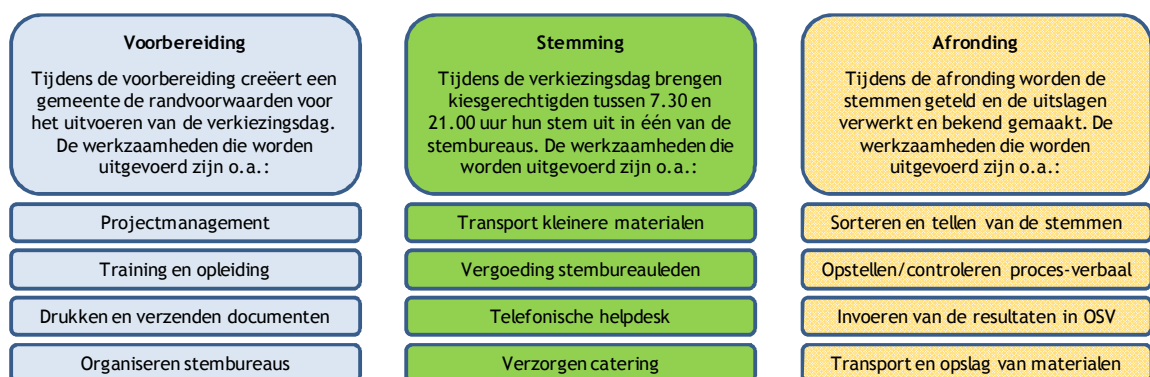 Voorbereiding
Tijdens de voorbereiding creëert een
gemeente de randvoorwaarden voor
het uitvoeren van de verkiezingsdag.
De werkzaamheden die worden
uitgevoerd zijn o.a.:
Projectmanagement
Training en opleiding
Drukken en verzenden documenten
Organiseren stembureaus
Stemming
Tijdens de verkiezingsdag brengen
kiesgerechtigden tussen 7.30 en
21.00 uur hun stem uit in één van de
stembureaus. De werkzaamheden die
worden uitgevoerd zijn o.a.:
Transport kleinere materialen
Vergoeding stembureauleden
Telefonische helpdesk
Verzorgen catering
Afronding
Tijdens de afronding worden de
stemmen geteld en de uitslagen
verwerkt en bekend gemaakt. De
werkzaamheden die worden
uitgevoerd zijn o.a.:
Sorteren en tellen van de stemmen
Opstellen/controleren proces-verbaal
Invoeren van de resultaten in OSV
Transport en opslag van materialen